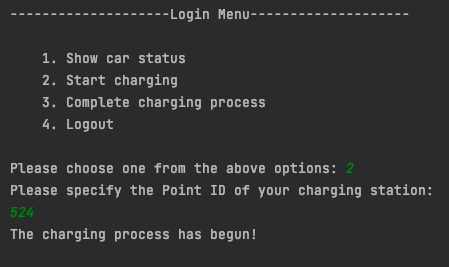 --------------------Login Menu--------------------
1. Show car status
2. Start charging
3. Complete charging process
4. Logout
Please choose one from the above options: 2
Please specify the Point ID of your charging station:
524
The charging process has begun!